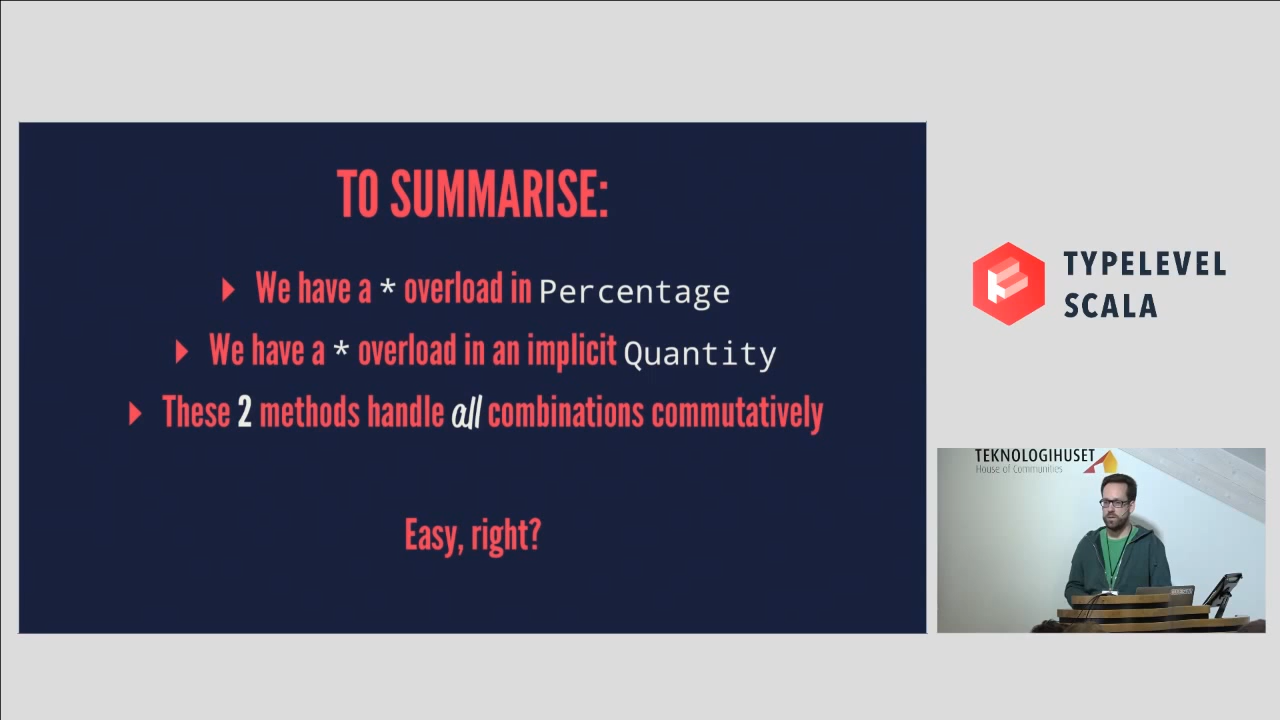 TO SUMMARISE:
We have a * overload in Percentage
We have a * overload in an implicit Quantity
These 2 methods handle all combinations commutatively
Easy, right?
TYPELEVEL
SCALA
TEKNOLOGIHUSET
House of Communities